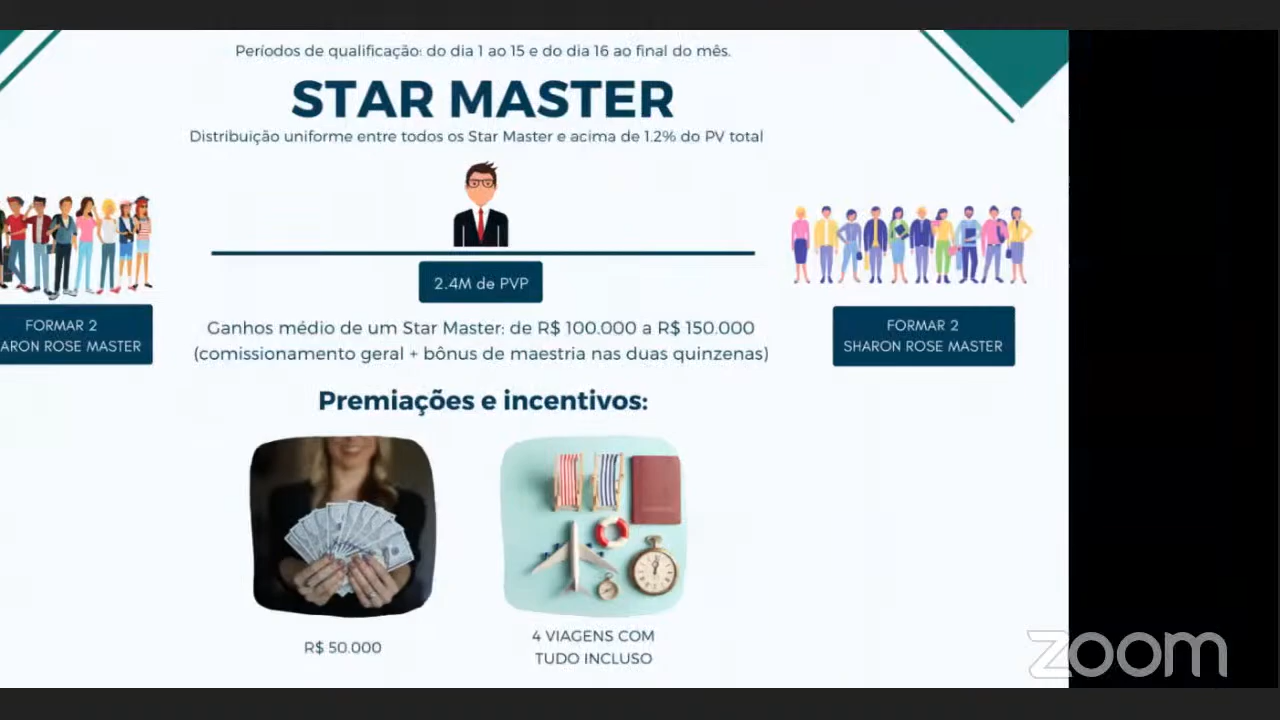 Períodos de qualificação: do dia 1 ao 15 e do dia 16 ao final do mês.
STAR MASTER
Distribuição uniforme entre todos os Star Master e acima de 1.2% do PV total
2.4M de PVP
Ganhos médio de um Star Master: de R$ 100.000 a R$ 150.000
(comissionamento geral + bônus de maestria nas duas quinzenas)
FORMAR 2
ARON ROSE MASTER
FORMAR 2
SHARON ROSE MASTER
Premiações e incentivos:
R$ 50.000
4 VIAGENS COM
TUDO INCLUSO
zoom